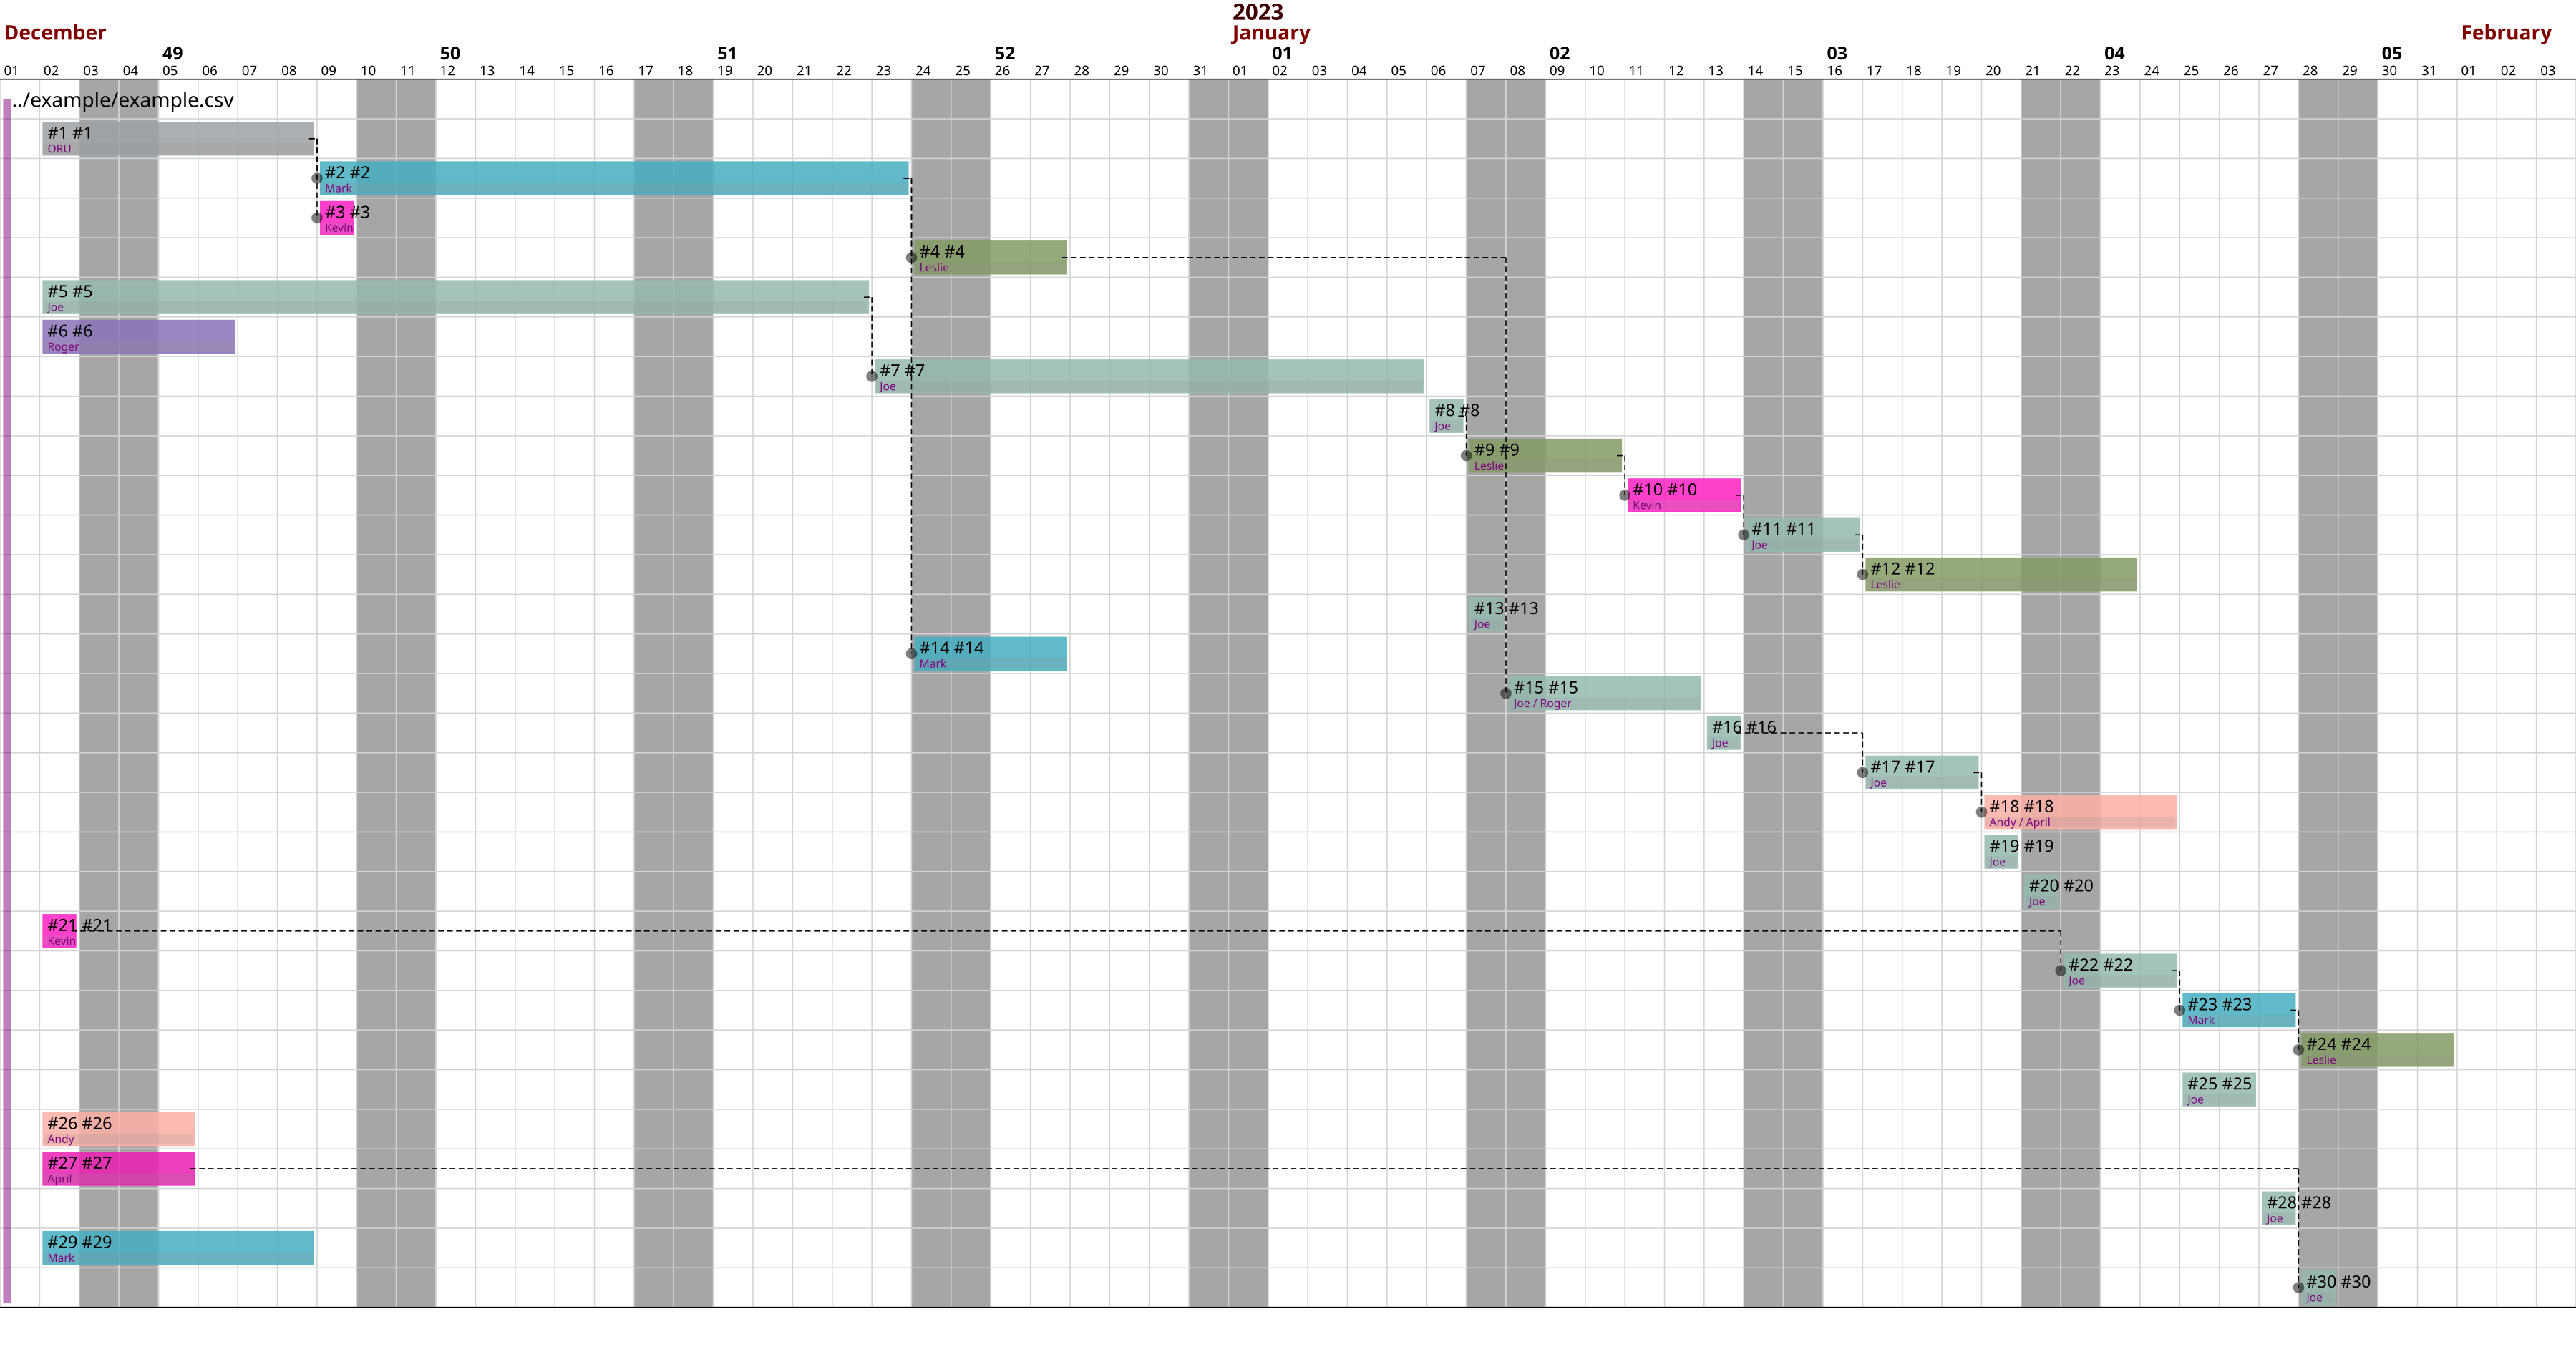 2023
December January February
49 50 51 52 01 02 03 04 05
01 02 03 04 05 06 07 08 09 10 11 12 13 14 15 16 17 18 19 20 21 22 23 24 25 26 27 28 29 30 31 01 02 03 04 05 06 07 08 09 10 11 12 13 14 15 16 17 18 19 20 21 22 23 24 25 26 27 28 29 30 31 01 02 03
../example/example.csv
#1 #1
ORU
#2 #2
Mark
#3 #3
Kevin
#4 #4
Leslie
#5 #5
Joe
#6 #6
Roger
#7 #7
Joe
#8 #8
Joe
#9 #9
Leslie
#10 #10
Kevin
#11 #11
Joe
#12 #12
Leslie
#13 #13
Joe
#14 #14
Mark
#15 #15
Joe / Roger
#16 #16
Joe
#17 #17
Joe
#18 #18
Andy / April
#19 #19
Joe
#20 #20
Joe
#21 #21
Kevin
#22 #22
Joe
#23 #23
Mark
#24 #24
Leslie
#25 #25
Joe
#26 #26
Andy
#27 #27
April
#28 #28
Joe
#29 #29
Mark
#30 #30
Joe